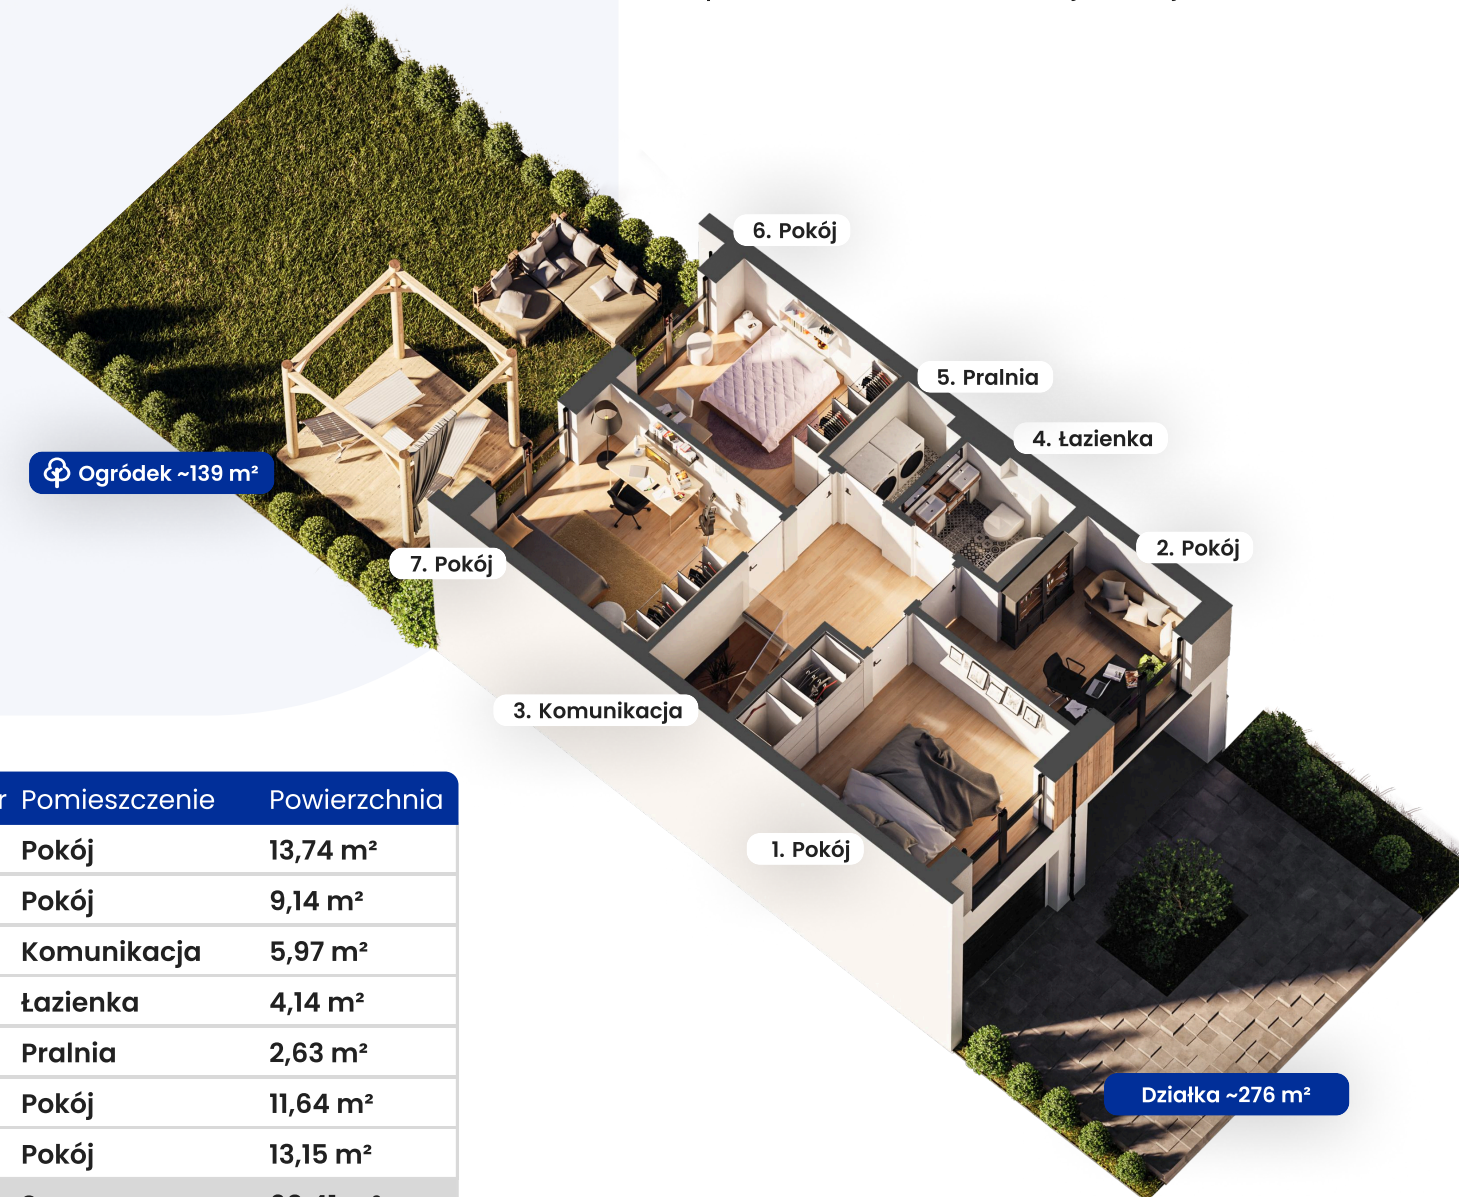 6. Pokój
5. Pralnia
4. Łazienka
2. Pokój
Ogródek ~139 m²
7. Pokój
3. Komunikacja
1. Pokój
Działka ~276 m²
Pomieszczenie Powierzchnia
Pokój 13,74 m²
Pokój 9,14 m²
Komunikacja 5,97 m²
Łazienka 4,14 m²
Pralnia 2,63 m²
Pokój 11,64 m²
Pokój 13,15 m²